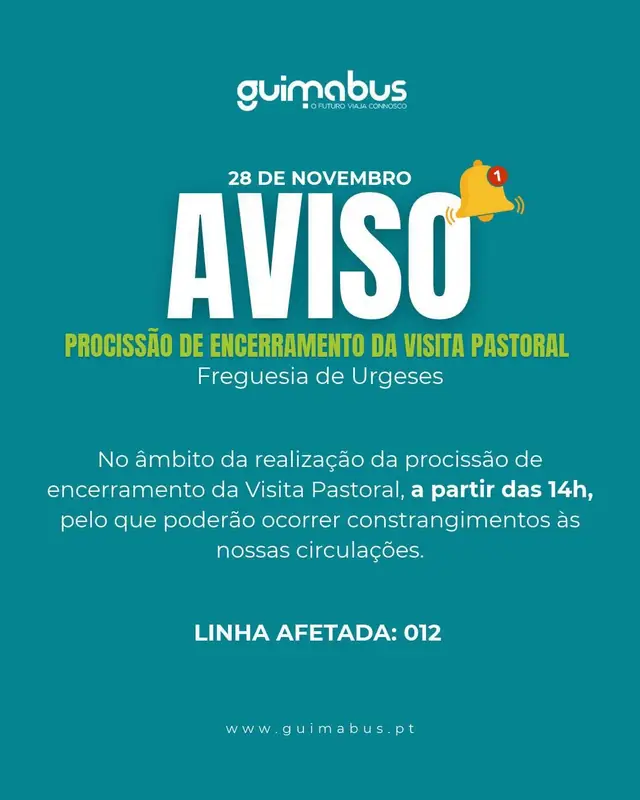 guimabus
O FUTURO VIAJA CONNOSCO
28 DE NOVEMBRO
1
AVISO
PROCISSÃO DE ENCERRAMENTO DA VISITA PASTORAL
Freguesia de Urgeses
No âmbito da realização da procissão de
encerramento da Visita Pastoral, a partir das 14h,
pelo que poderão ocorrer constrangimentos às
nossas circulações.
LINHA AFETADA: 012
www.guimabus.pt